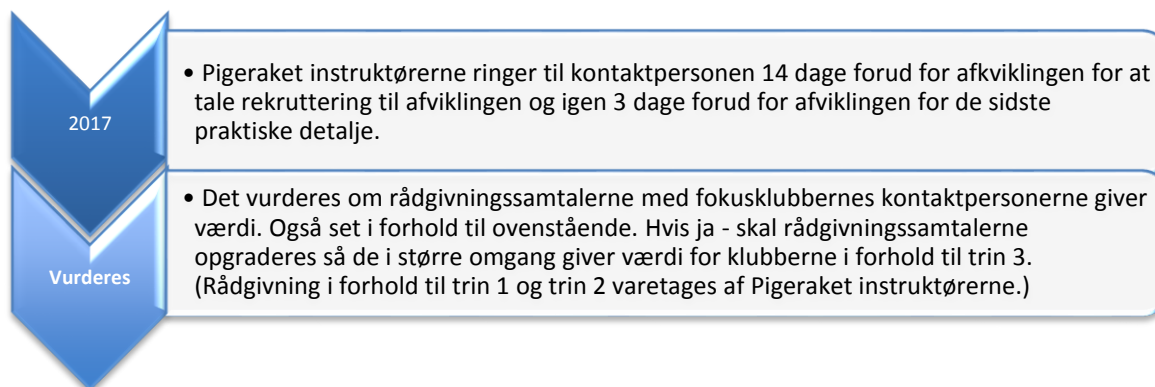 2017
• Pigeraket instruktørerne ringer til kontaktpersonen 14 dage forud for afkviklingen for at
tale rekruttering til afviklingen og igen 3 dage forud for afviklingen for de sidste
praktiske detalje.
Vurderes
• Det vurderes om rådgivningssamtalerne med fokusklubbernes kontaktpersonerne giver
værdi. Også set i forhold til ovenstående. Hvis ja - skal rådgivningssamtalerne
opgraderes så de i større omgang giver værdi for klubberne i forhold til trin 3.
(Rådgivning i forhold til trin 1 og trin 2 varetages af Pigeraket instruktørerne.)